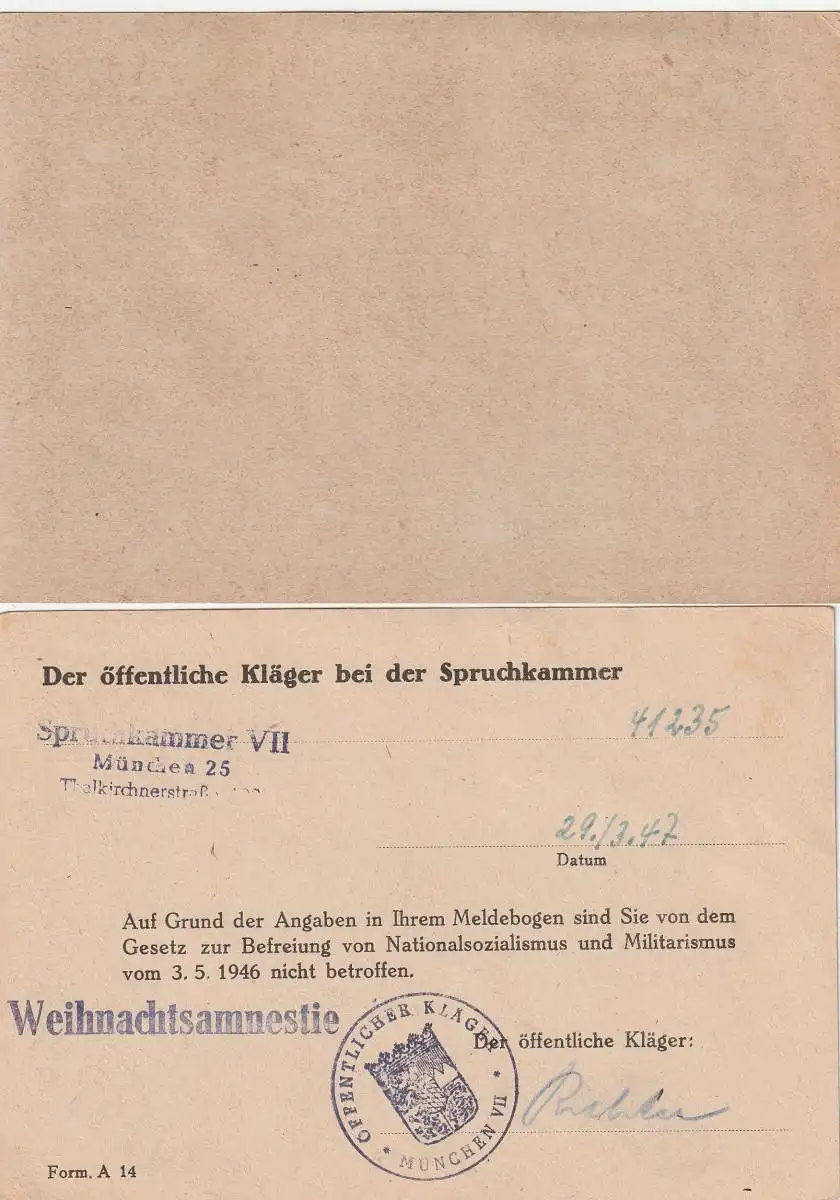 Der öffentliche Kläger bei der Spruchkammer
41235
Spruchkammer VII
München 25
29./3.47
Datum
Auf Grund der Angaben in Ihrem Meldebogen sind Sie von dem
Gesetz zur Befreiung von Nationalsozialismus und Militarismus
vom 3. 5. 1946 nicht betroffen.
Weihnachtsamnestie
ÖFFENTLICHER KLÄGER
* MÜNCHEN VII *
Der öffentliche Kläger:
Form. A 14